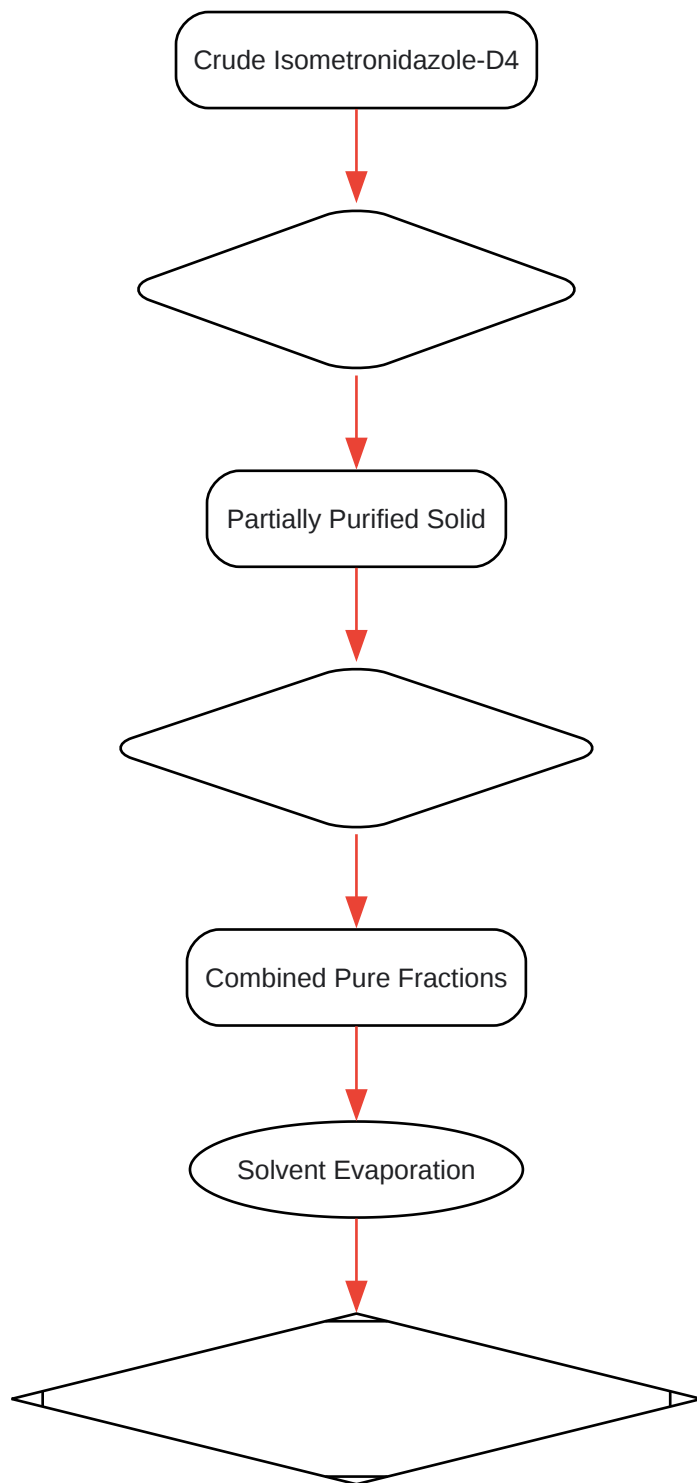 Crude Isometronidazole-D4
Partially Purified Solid
Combined Pure Fractions
Solvent Evaporation